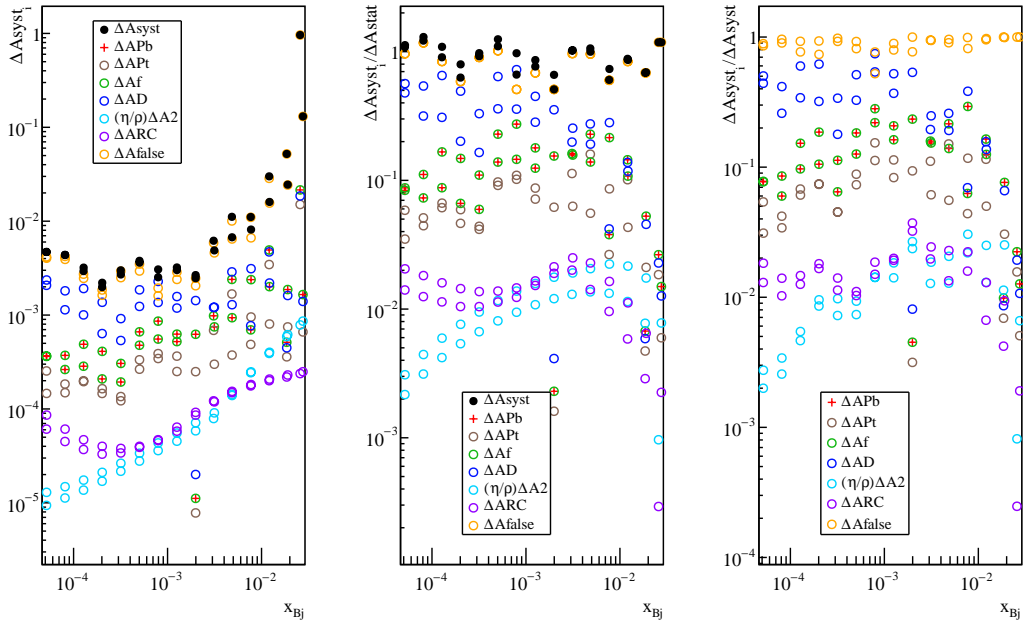 ΔAsyst_i
1
10⁻¹
10⁻²
10⁻³
10⁻⁴
10⁻⁵
ΔAsyst
ΔAPb
ΔAPt
ΔAf
ΔAD
(η/ρ)ΔA2
ΔARC
ΔAfalse
10⁻⁴ 10⁻³ 10⁻²
x_Bj
ΔAsyst_i/ΔAstat
1
10⁻¹
10⁻²
10⁻³
ΔAsyst
ΔAPb
ΔAPt
ΔAf
ΔAD
(η/ρ)ΔA2
ΔARC
ΔAfalse
10⁻⁴ 10⁻³ 10⁻²
x_Bj
ΔAsyst_i/ΔAsyst
1
10⁻¹
10⁻²
10⁻³
10⁻⁴
ΔAPb
ΔAPt
ΔAf
ΔAD
(η/ρ)ΔA2
ΔARC
ΔAfalse
10⁻⁴ 10⁻³ 10⁻²
x_Bj